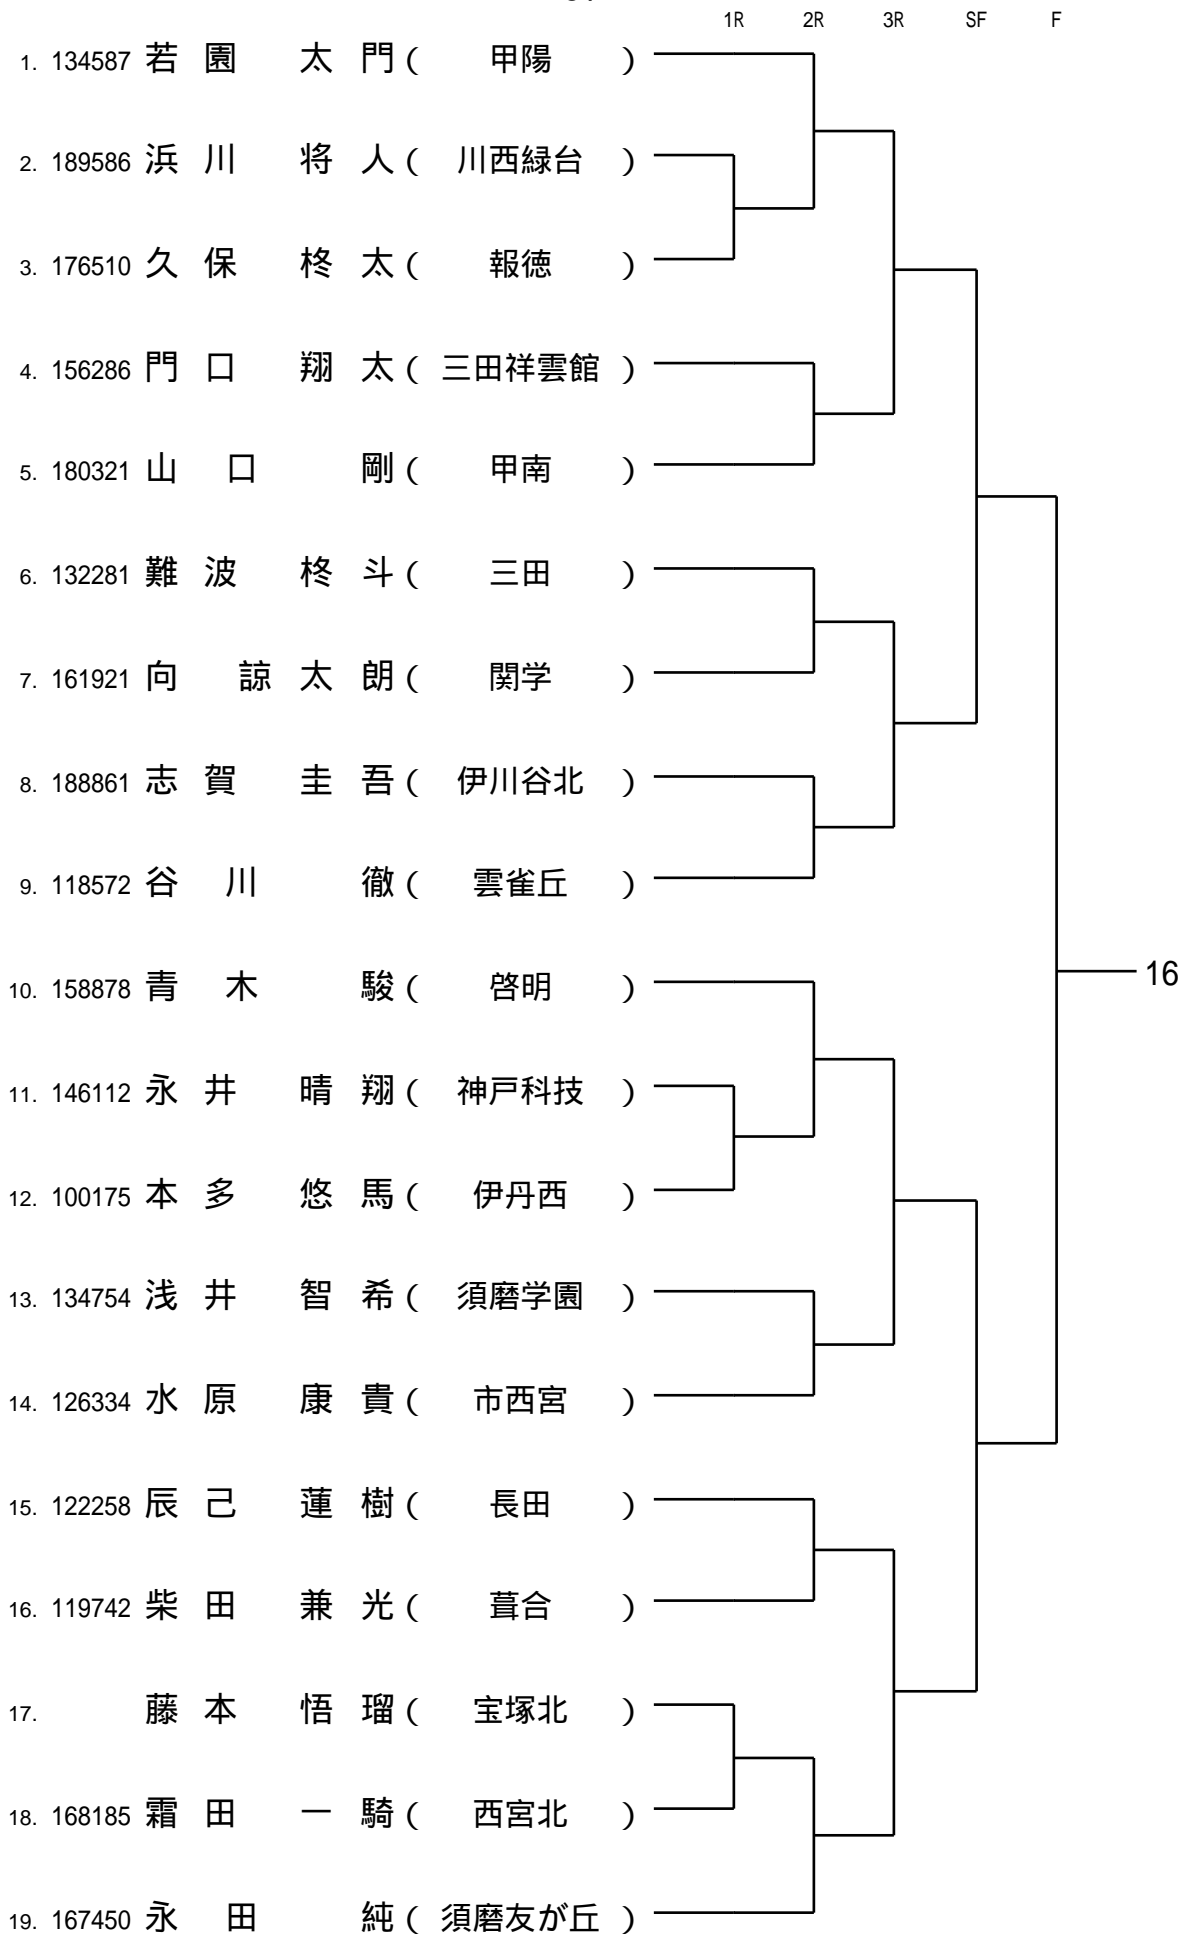 1R 2R 3R SF F
1. 134587 若園 太門 ( 甲陽 )
2. 189586 浜川 将人 ( 川西緑台 )
3. 176510 久保 柊太 ( 報徳 )
4. 156286 門口 翔太 ( 三田祥雲館 )
5. 180321 山口 剛 ( 甲南 )
6. 132281 難波 柊斗 ( 三田 )
7. 161921 向 諒太朗 ( 関学 )
8. 188861 志賀 圭吾 ( 伊川谷北 )
9. 118572 谷川 徹 ( 雲雀丘 )
10. 158878 青木 駿 ( 啓明 )
16
11. 146112 永井 晴翔 ( 神戸科技 )
12. 100175 本多 悠馬 ( 伊丹西 )
13. 134754 浅井 智希 ( 須磨学園 )
14. 126334 水原 康貴 ( 市西宮 )
15. 122258 辰己 蓮樹 ( 長田 )
16. 119742 柴田 兼光 ( 葺合 )
17. 藤本 悟瑠 ( 宝塚北 )
18. 168185 霜田 一騎 ( 西宮北 )
19. 167450 永田 純 ( 須磨友が丘 )